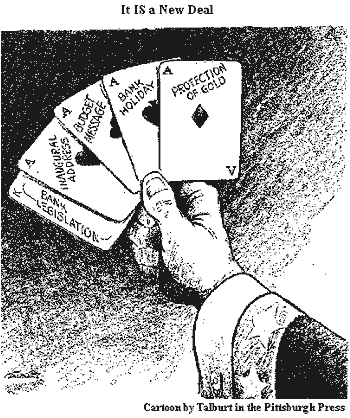 It IS a New Deal
A
PROTECTION
OF GOLD
A
A
BANK
HOLIDAY
A
BUDGET
MESSAGE
A
INAUGURAL
ADDRESS
BANK
LEGISLATION
Cartoon by Talburt in the Pittsburgh Press